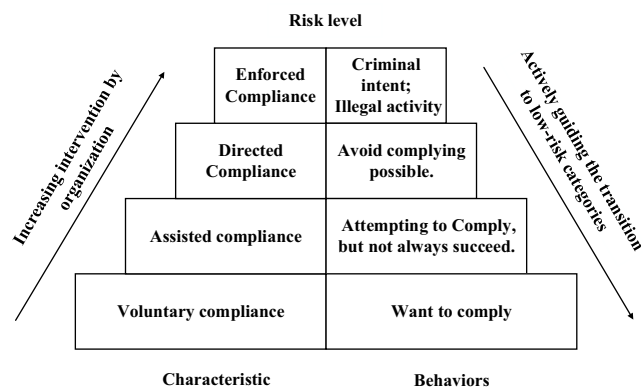 Risk level
Enforced
Compliance
Criminal
intent;
Illegal activity
Directed
Compliance
Avoid complying
possible.
Assisted compliance
Attempting to Comply,
but not always succeed.
Voluntary compliance
Want to comply
Increasing intervention by
organization
Actively guiding the transition
to low-risk categories
Characteristic
Behaviors